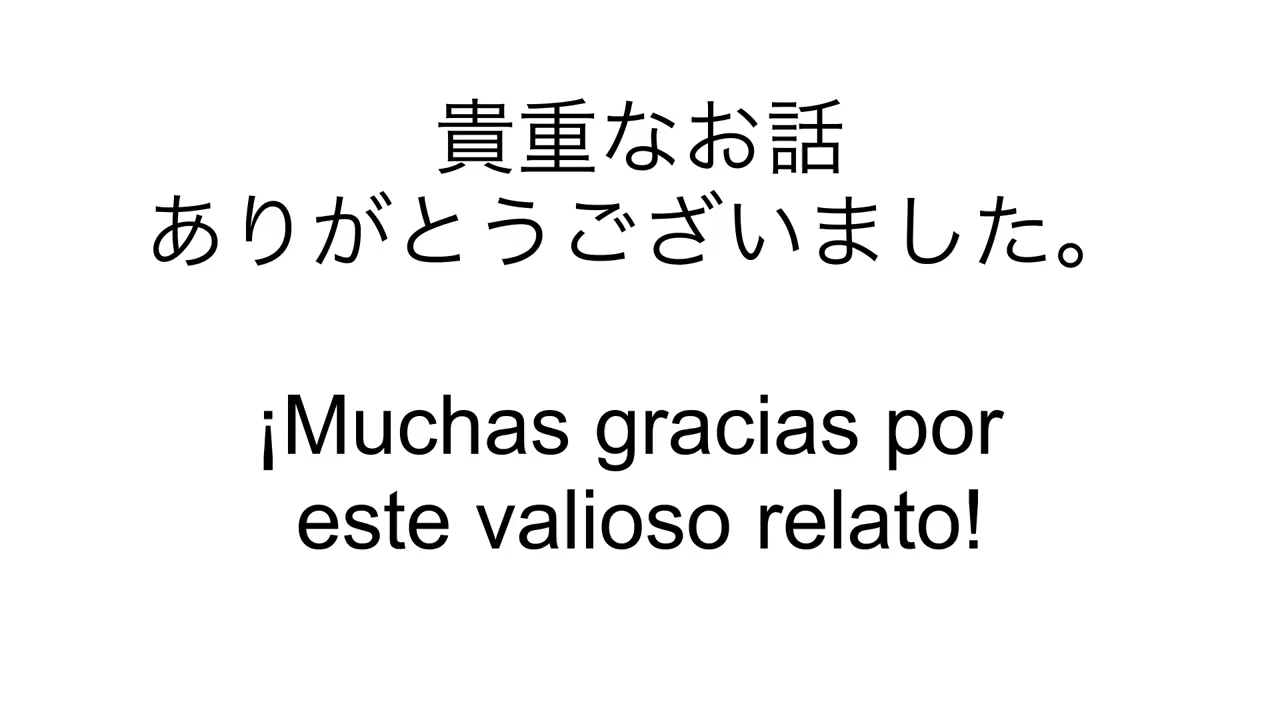 貴重なお話
ありがとうございました。
¡Muchas gracias por
este valioso relato!